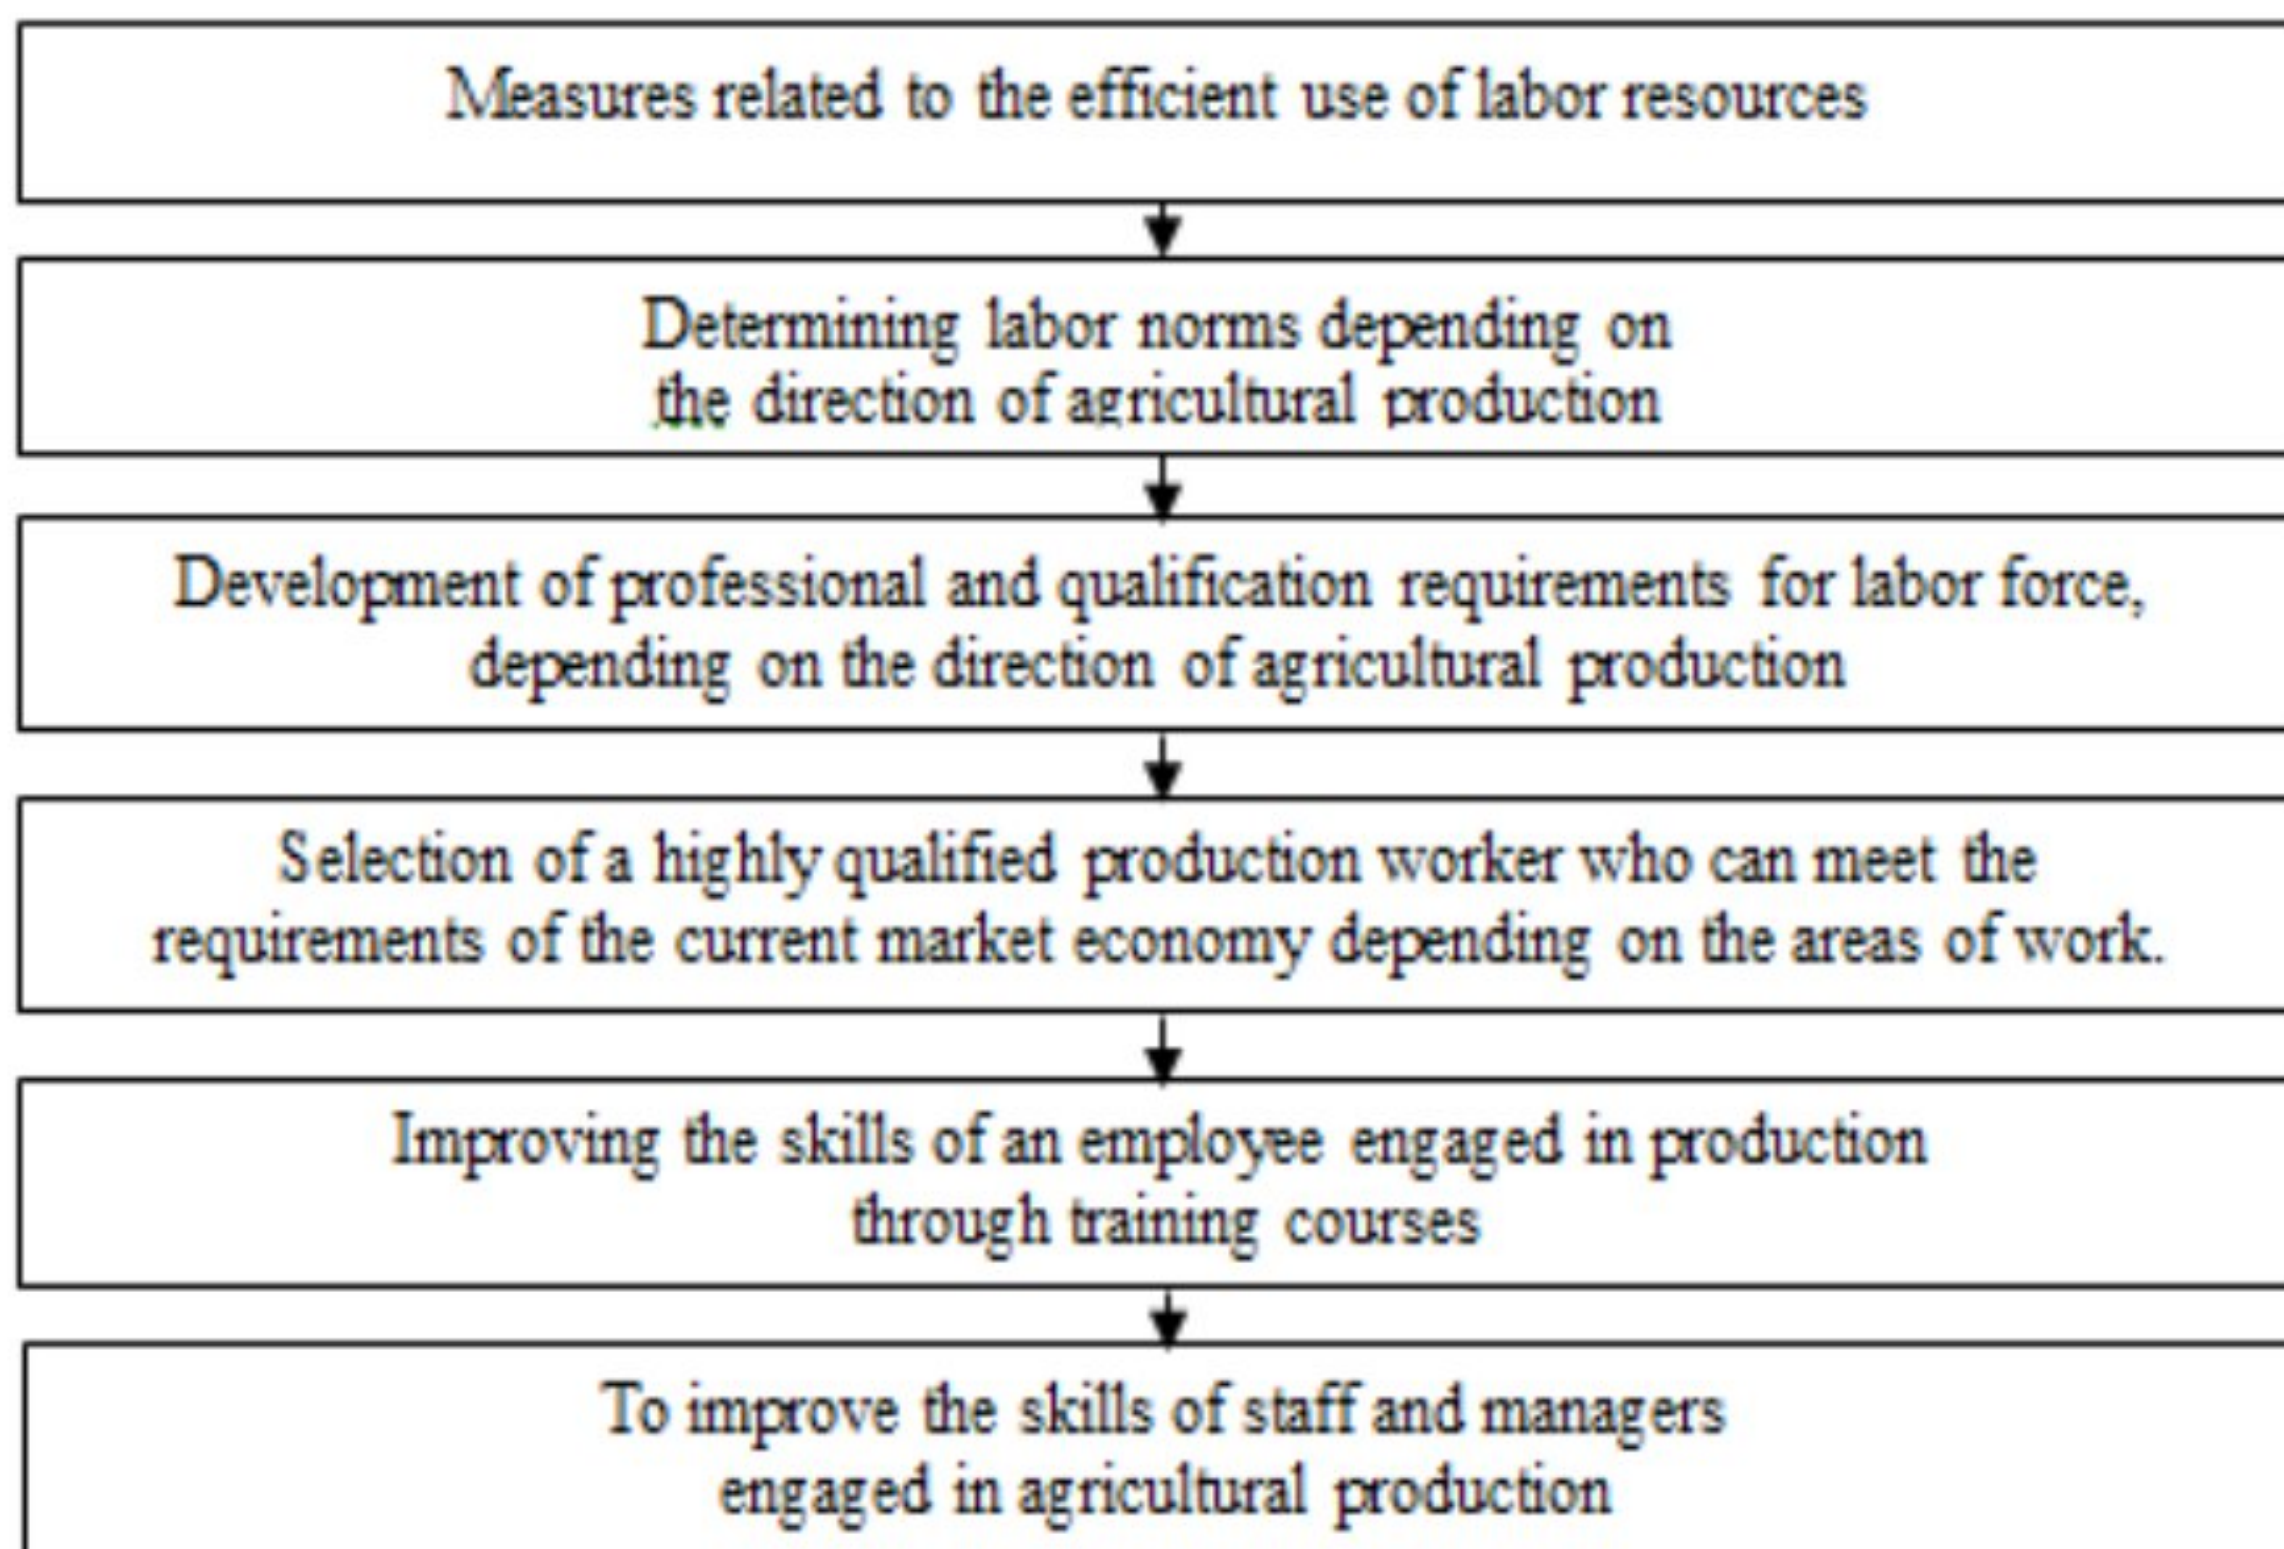 Measures related to the efficient use of labor resources
Determining labor norms depending on
the direction of agricultural production
Development of professional and qualification requirements for labor force,
depending on the direction of agricultural production
Selection of a highly qualified production worker who can meet the
requirements of the current market economy depending on the areas of work.
Improving the skills of an employee engaged in production
through training courses
To improve the skills of staff and managers
engaged in agricultural production